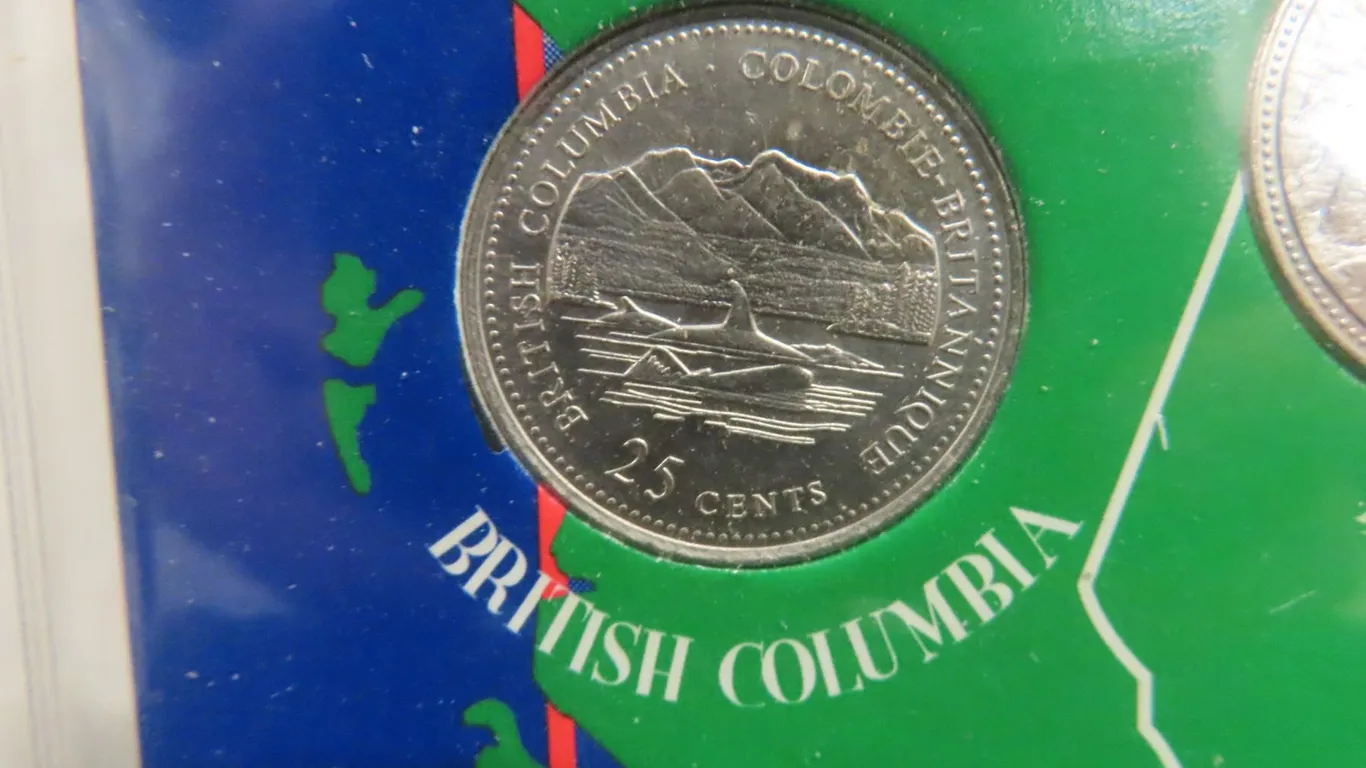 BRITISH COLUMBIA · COLOMBIE-BRITANNIQUE
25 CENTS
BRITISH COLUMBIA